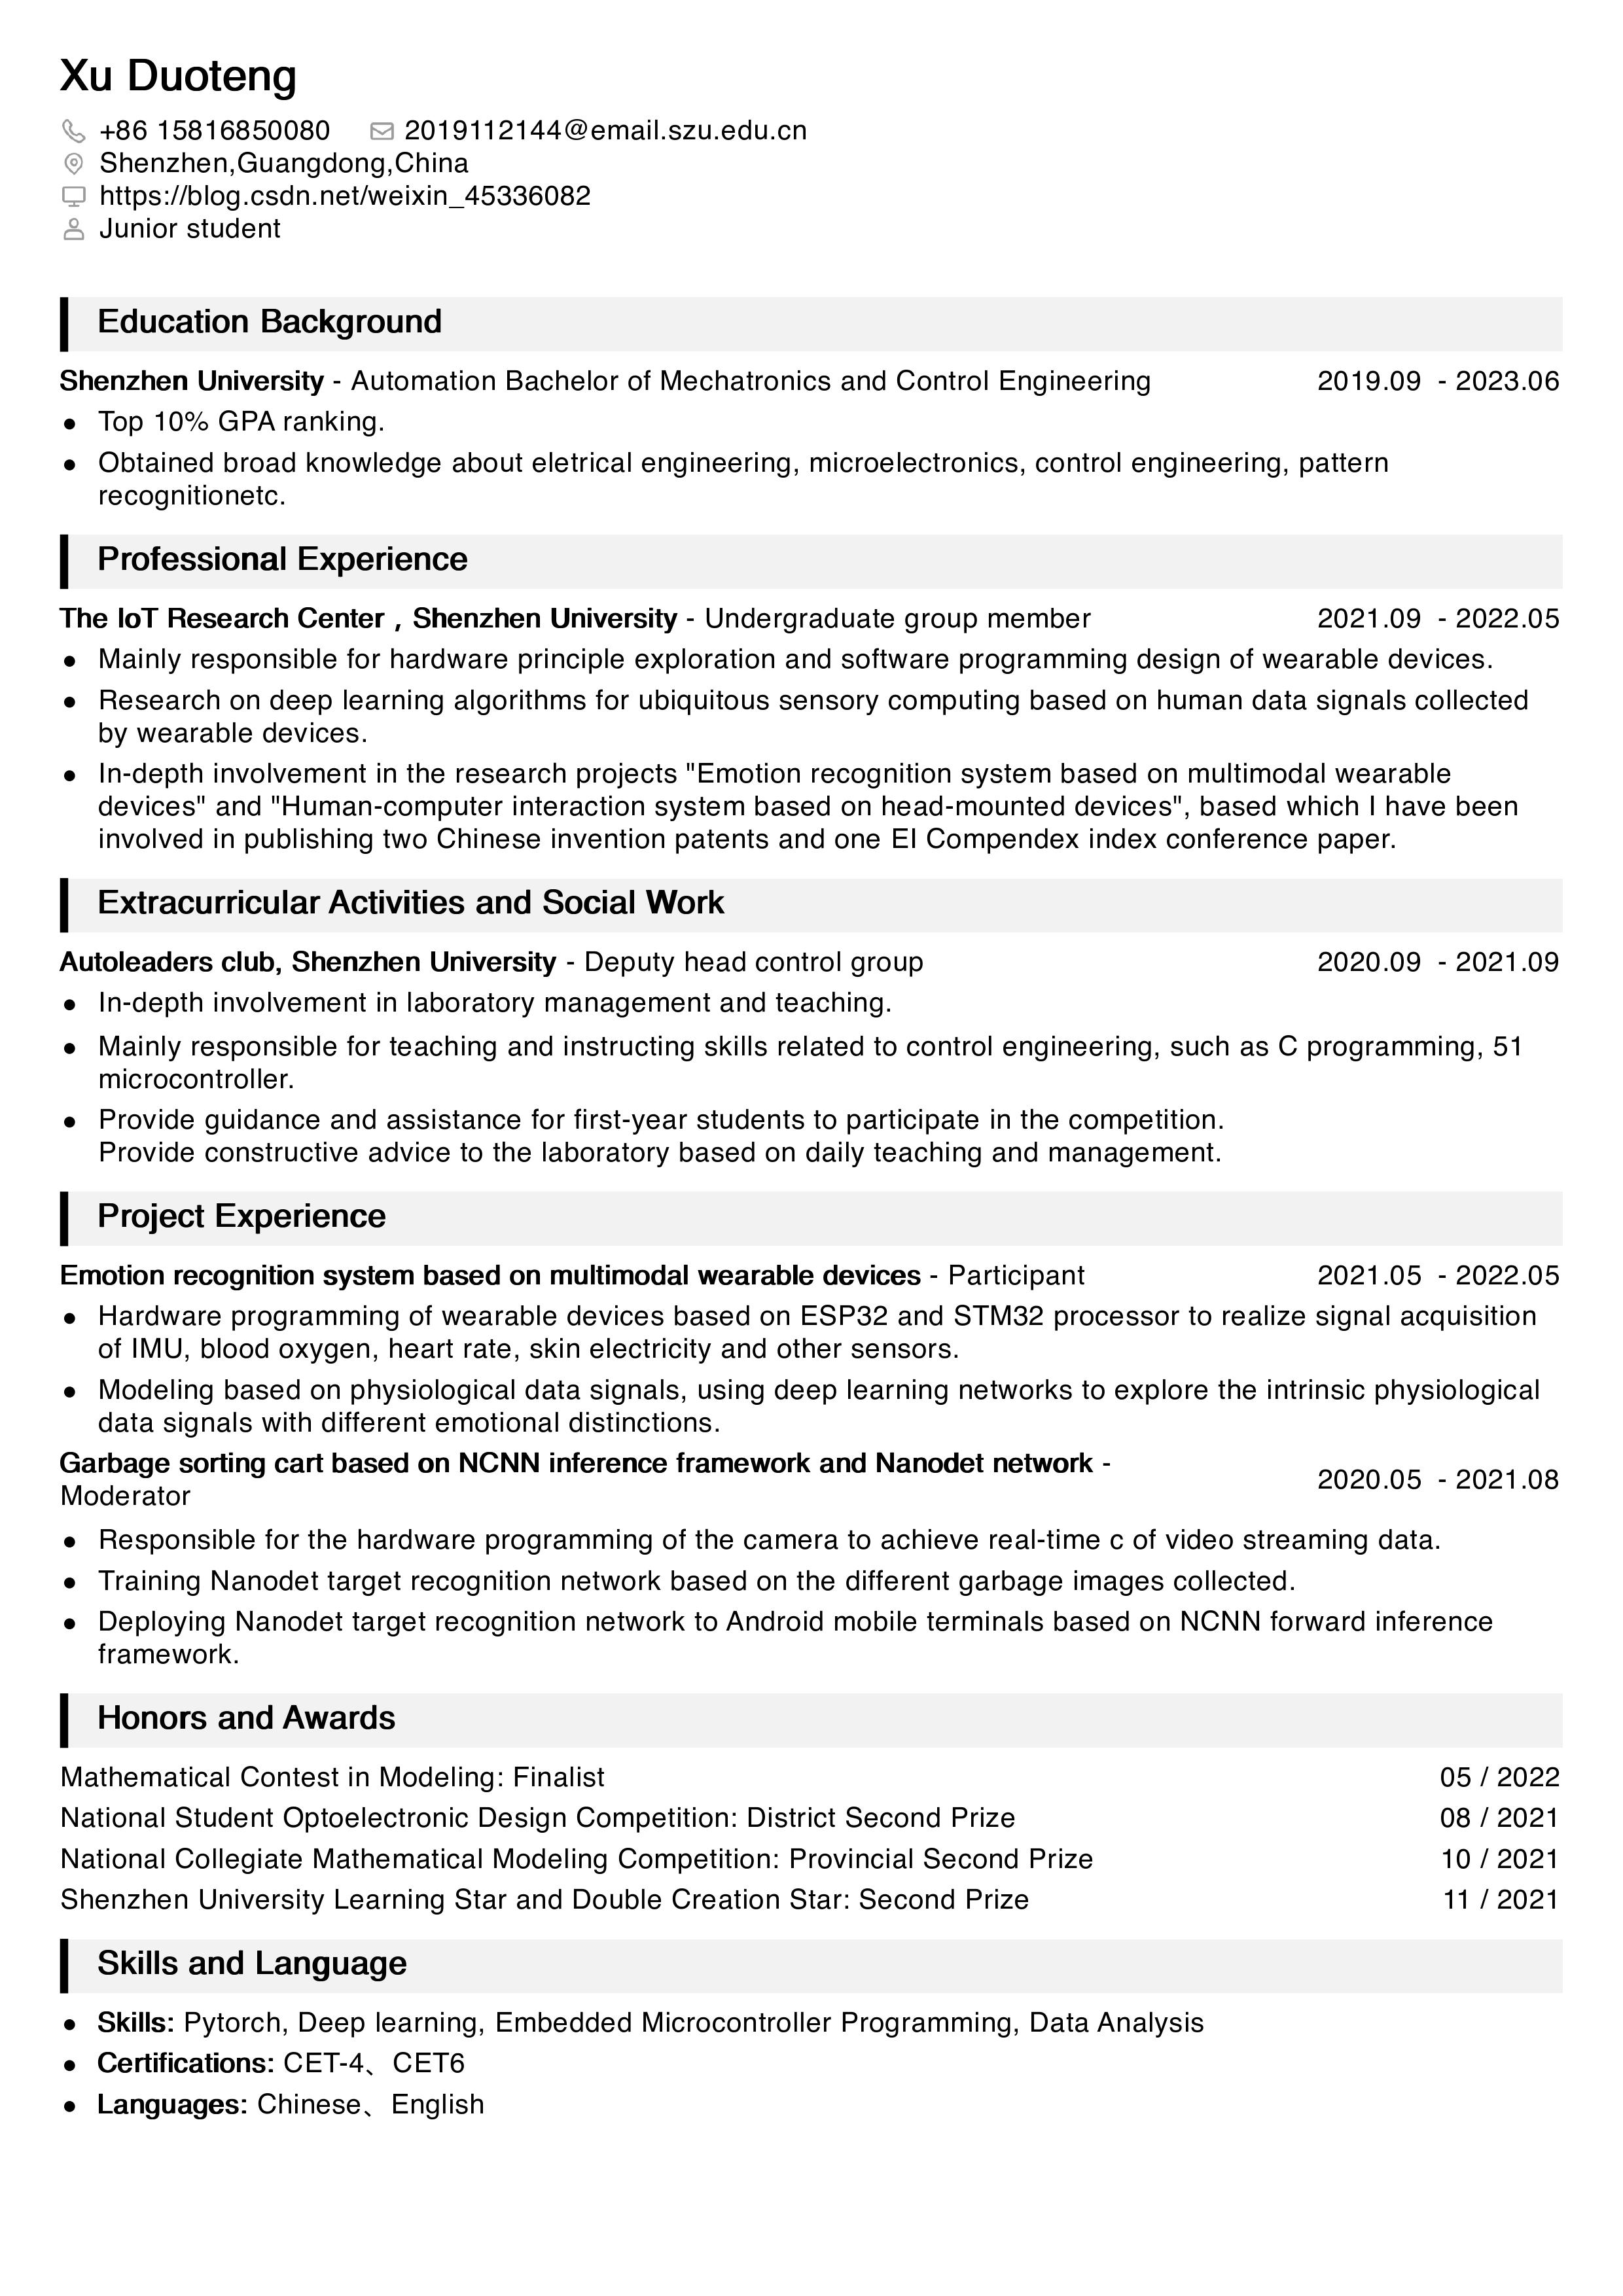 Xu Duoteng
+86 15816850080 2019112144@email.szu.edu.cn
Shenzhen,Guangdong,China
https://blog.csdn.net/weixin_45336082
Junior student
Education Background
Shenzhen University - Automation Bachelor of Mechatronics and Control Engineering 2019.09 - 2023.06
● Top 10% GPA ranking.
● Obtained broad knowledge about eletrical engineering, microelectronics, control engineering, pattern
recognitionetc.
Professional Experience
The IoT Research Center , Shenzhen University - Undergraduate group member 2021.09 - 2022.05
● Mainly responsible for hardware principle exploration and software programming design of wearable devices.
● Research on deep learning algorithms for ubiquitous sensory computing based on human data signals collected
by wearable devices.
● In-depth involvement in the research projects "Emotion recognition system based on multimodal wearable
devices" and "Human-computer interaction system based on head-mounted devices", based which I have been
involved in publishing two Chinese invention patents and one EI Compendex index conference paper.
Extracurricular Activities and Social Work
Autoleaders club, Shenzhen University - Deputy head control group 2020.09 - 2021.09
● In-depth involvement in laboratory management and teaching.
● Mainly responsible for teaching and instructing skills related to control engineering, such as C programming, 51
microcontroller.
● Provide guidance and assistance for first-year students to participate in the competition.
Provide constructive advice to the laboratory based on daily teaching and management.
Project Experience
Emotion recognition system based on multimodal wearable devices - Participant 2021.05 - 2022.05
● Hardware programming of wearable devices based on ESP32 and STM32 processor to realize signal acquisition
of IMU, blood oxygen, heart rate, skin electricity and other sensors.
● Modeling based on physiological data signals, using deep learning networks to explore the intrinsic physiological
data signals with different emotional distinctions.
Garbage sorting cart based on NCNN inference framework and Nanodet network -
Moderator 2020.05 - 2021.08
● Responsible for the hardware programming of the camera to achieve real-time c of video streaming data.
● Training Nanodet target recognition network based on the different garbage images collected.
● Deploying Nanodet target recognition network to Android mobile terminals based on NCNN forward inference
framework.
Honors and Awards
Mathematical Contest in Modeling: Finalist 05 / 2022
National Student Optoelectronic Design Competition: District Second Prize 08 / 2021
National Collegiate Mathematical Modeling Competition: Provincial Second Prize 10 / 2021
Shenzhen University Learning Star and Double Creation Star: Second Prize 11 / 2021
Skills and Language
● Skills: Pytorch, Deep learning, Embedded Microcontroller Programming, Data Analysis
● Certifications: CET-4、CET6
● Languages: Chinese、English